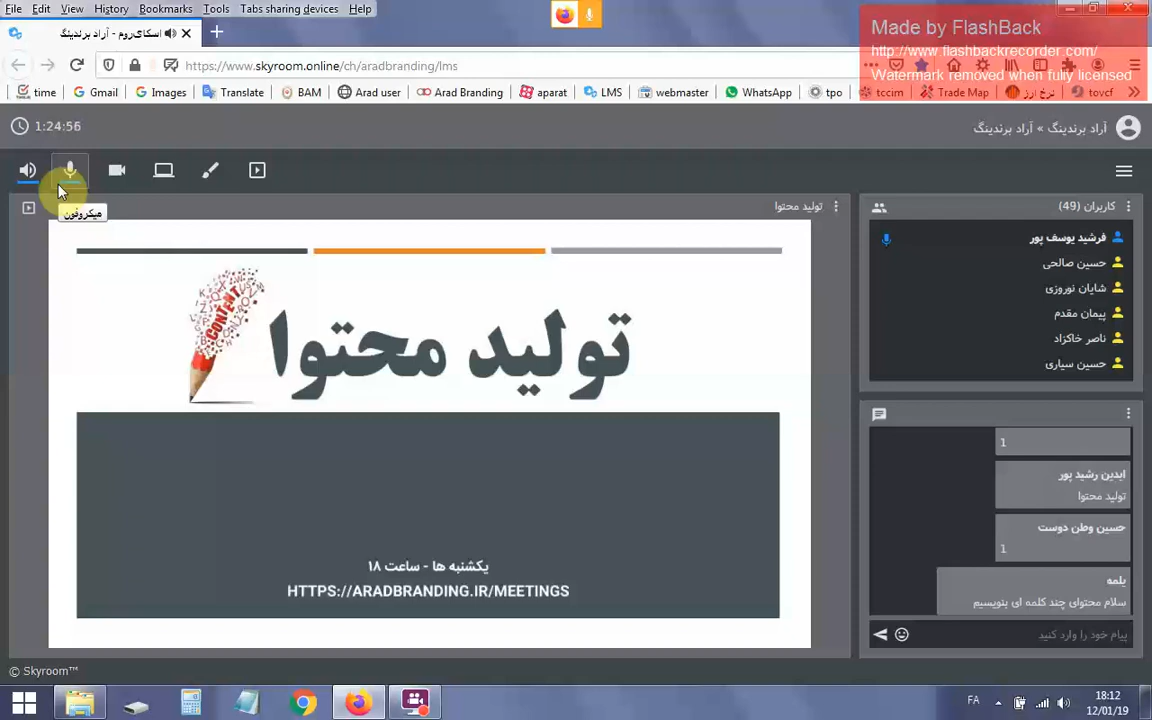 File Edit View History Bookmarks Tools Tabs sharing devices Help
اسکای‌روم - آراد برندینگ
Made by FlashBack
http://www.flashbackrecorder.com/
Watermark removed when fully licensed
https://www.skyroom.online/ch/aradbranding/lms
time Gmail Images Translate BAM Arad user Arad Branding aparat LMS webmaster WhatsApp tpo tccim Trade Map نرخ ارز tovcf
1:24:56
آراد برندینگ » آراد برندینگ
میکروفون
تولید محتوا
کاربران (49)
فرشید یوسف پور
حسین صالحی
شایان نوروزی
پیمان مقدم
ناصر خاکزاد
حسین سیاری
CONTENT
تولید محتوا
یکشنبه ها - ساعت ۱۸
HTTPS://ARADBRANDING.IR/MEETINGS
1
ایدین رشید پور
تولید محتوا
حسین وطن دوست
1
یلمه
سلام محتوای چند کلمه ای بنویسیم
پیام خود را وارد کنید
© Skyroom™
FA
18:12
12/01/19